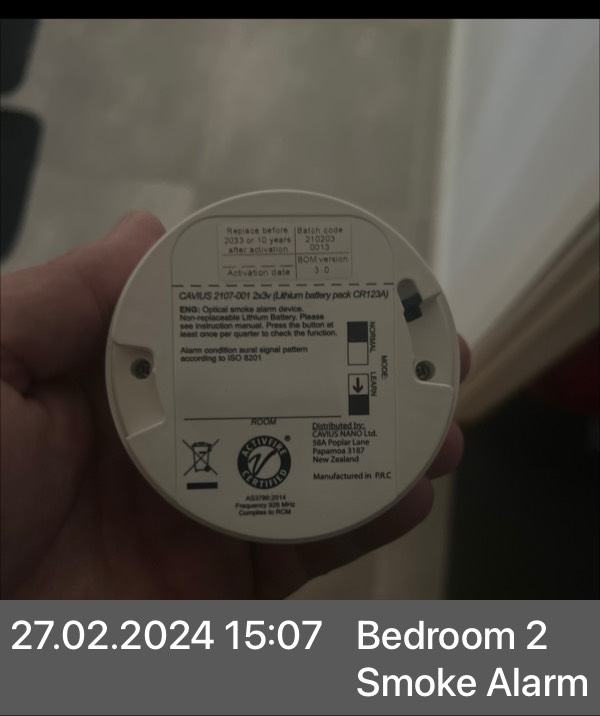 Replace before
2033 or 10 years
after activation
Activation date
Batch code
210203
0013
BOM version
3.0
CAVIUS 2107-001 2x3v (Lithium battery pack CR123A)
ENG: Optical smoke alarm device.
Non-replaceable Lithium Battery. Please
see instruction manual. Press the button at
least once per quarter to check the function.
Alarm condition aural signal pattern
according to ISO 8201
NORMAL
MODE:
LEARN
ROOM
ACTIVFIRE
CERTIFIED
®
AS3786:2014
Frequency 926 MHz
Complies to RCM
Distributed by:
CAVIUS NANO Ltd.
58A Poplar Lane
Papamoa 3187
New Zealand
Manufactured in P.R.C
27.02.2024 15:07
Bedroom 2
Smoke Alarm